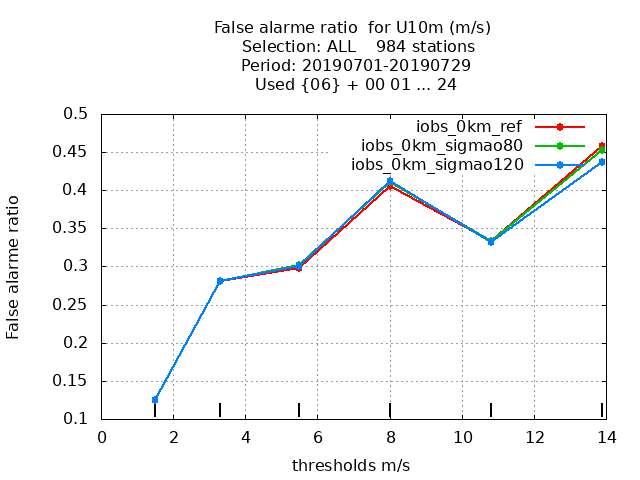 False alarme ratio  for U10m (m/s)
Selection: ALL    984 stations
Period: 20190701-20190729
Used {06} + 00 01 ... 24
iobs_0km_ref
iobs_0km_sigmao80
iobs_0km_sigmao120
False alarme ratio
0.5
0.45
0.4
0.35
0.3
0.25
0.2
0.15
0.1
0 2 4 6 8 10 12 14
thresholds m/s